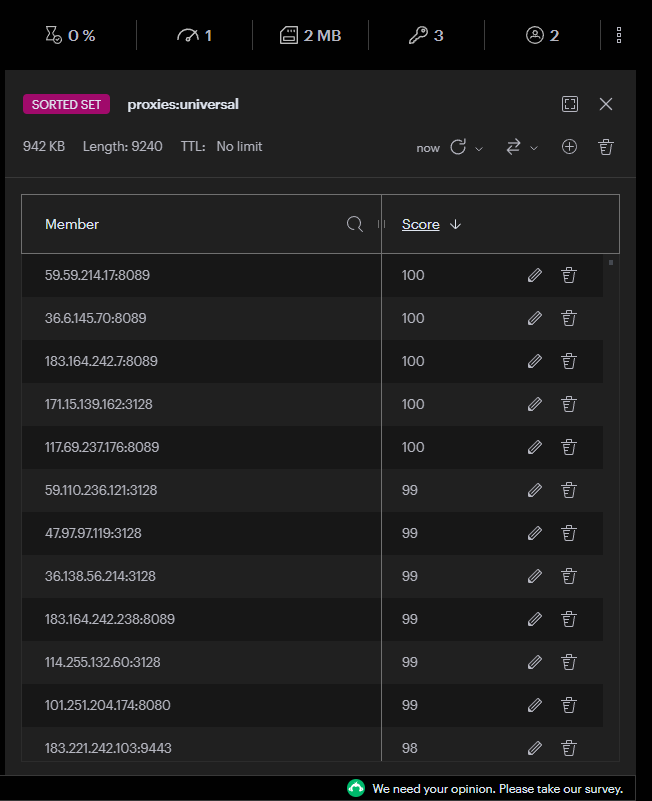 0 % 1 2 MB 3 2
SORTED SET proxies:universal
942 KB Length: 9240 TTL: No limit now
Member Score
59.59.214.17:8089 100
36.6.145.70:8089 100
183.164.242.7:8089 100
171.15.139.162:3128 100
117.69.237.176:8089 100
59.110.236.121:3128 99
47.97.97.119:3128 99
36.138.56.214:3128 99
183.164.242.238:8089 99
114.255.132.60:3128 99
101.251.204.174:8080 99
183.221.242.103:9443 98
We need your opinion. Please take our survey.